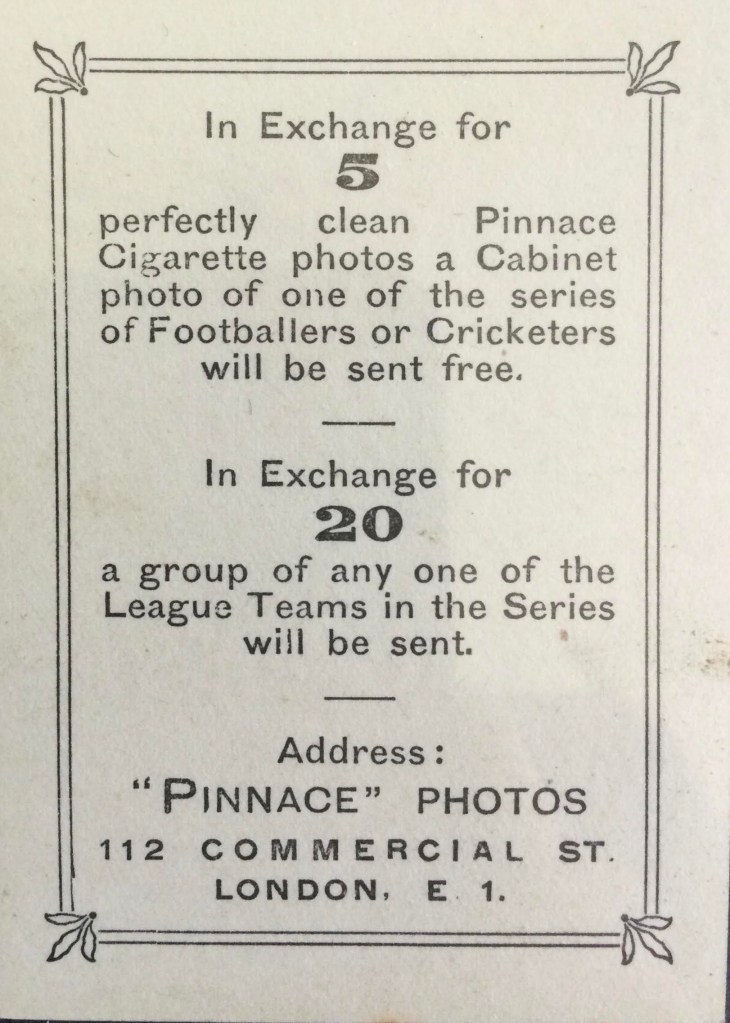 In Exchange for
5
perfectly clean Pinnace
Cigarette photos a Cabinet
photo of one of the series
of Footballers or Cricketers
will be sent free.
In Exchange for
20
a group of any one of the
League Teams in the Series
will be sent.
Address:
"PINNACE" PHOTOS
112 COMMERCIAL ST.
LONDON, E. 1.